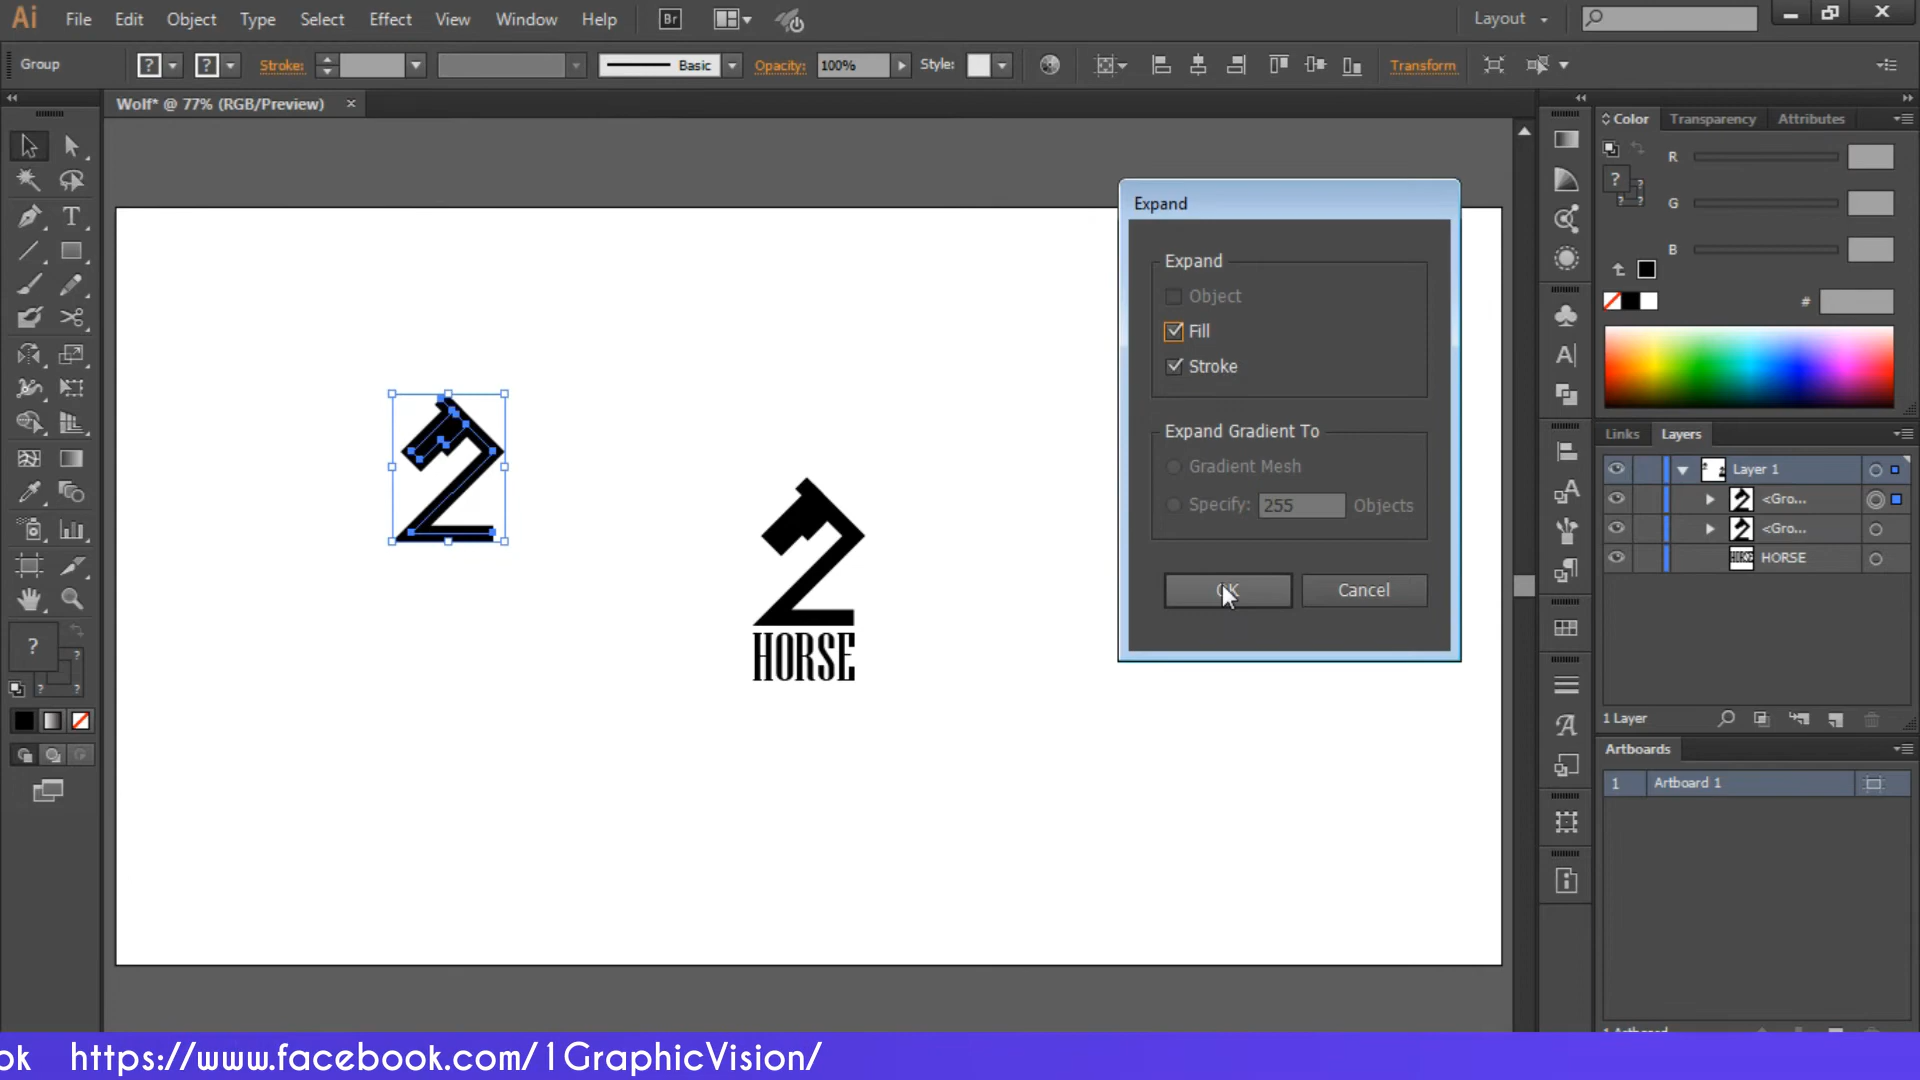 Ai File Edit Object Type Select Effect View Window Help Br Layout
Group ? ? Stroke: Basic Opacity: 100% Style: Transform
Wolf* @ 77% (RGB/Preview) ×
Color Transparency Attributes
R
G
B
#
Expand
Expand
Object
Fill
Stroke
Expand Gradient To
Gradient Mesh
Specify: 255 Objects
OK Cancel
2
2
HORSE
Links Layers
Layer 1
<Gro...
<Gro...
HORSE
1 Layer
Artboards
1 Artboard 1
ok https://www.facebook.com/1GraphicVision/